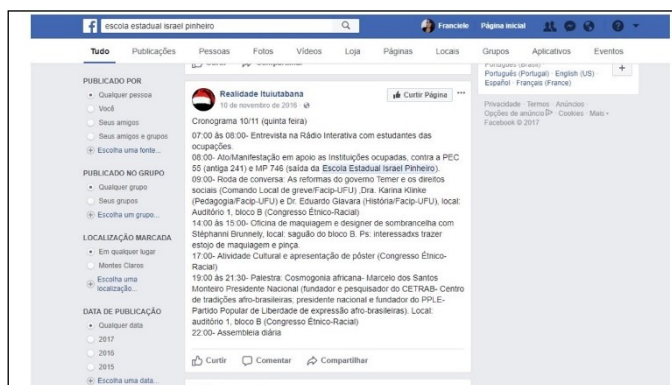 escola estadual israel pinheiro
Franciele
Página inicial
Tudo
Publicações
Pessoas
Fotos
Vídeos
Loja
Páginas
Locais
Grupos
Aplicativos
Eventos
PUBLICADO POR
Qualquer pessoa
Você
Seus amigos
Seus amigos e grupos
Escolha uma fonte...
PUBLICADO NO GRUPO
Qualquer grupo
Seus grupos
Escolha um grupo...
LOCALIZAÇÃO MARCADA
Em qualquer lugar
Montes Claros
Escolha uma
localização...
DATA DE PUBLICAÇÃO
Qualquer data
2017
2016
2015
Escolha uma data...
Realidade Ituiutabana
10 de novembro de 2016
Curtir Página
Cronograma 10/11 (quinta feira)
07:00 às 08:00- Entrevista na Rádio Interativa com estudantes das
ocupações.
08:00- Ato/Manifestação em apoio as Instituições ocupadas, contra a PEC
55 (antiga 241) e MP 746 (saída da Escola Estadual Israel Pinheiro).
09:00- Roda de conversa: As reformas do governo Temer e os direitos
sociais (Comando Local de greve/Facip-UFU) ,Dra. Karina Klinke
(Pedagogia/Facip-UFU) e Dr. Eduardo Giavara (História/Facip-UFU), local:
Auditório 1, bloco B (Congresso Étnico-Racial)
14:00 às 15:00- Oficina de maquiagem e designer de sombrancelha com
Stéphanni Brunnely, local: saguão do bloco B. Ps: interessadxs trazer
estojo de maquiagem e pinça.
17:00- Atividade Cultural e apresentação de pôster (Congresso Étnico-
Racial)
19:00 às 21:30- Palestra: Cosmogonia africana- Marcelo dos Santos
Monteiro Presidente Nacional (fundador e pesquisador do CETRAB- Centro
de tradições afro-brasileiras; presidente nacional e fundador do PPLE-
Partido Popular de Liberdade de expressão afro-brasileiras). Local:
auditório 1, bloco B (Congresso Étnico-Racial)
22:00- Assembleia diária
Curtir
Comentar
Compartilhar
Português (Portugal) · English (US) ·
Español · Français (France)
Privacidade · Termos · Anúncios ·
Opções de anúncio · Cookies · Mais
Facebook © 2017